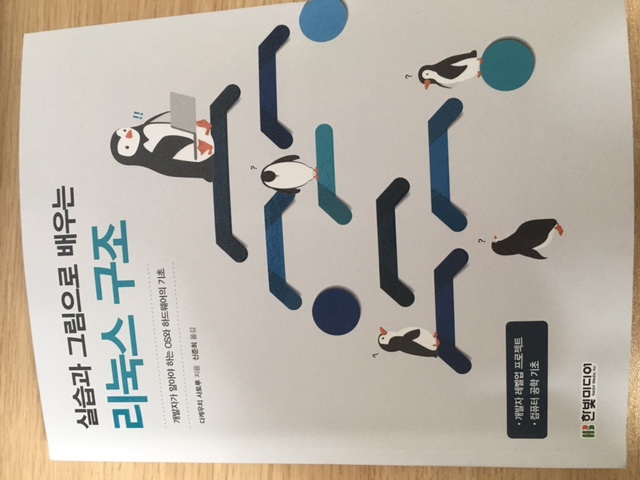 실습과 그림으로 배우는
리눅스 구조
개발자가 알아야 하는 OS와 하드웨어의 기초
다케우치 사토루 지음 신준희 옮김
!!
?
?
?
?
• 개발자 레벨업 프로젝트
• 컴퓨터 공학 기초
한빛미디어
Hanbit Media, Inc.